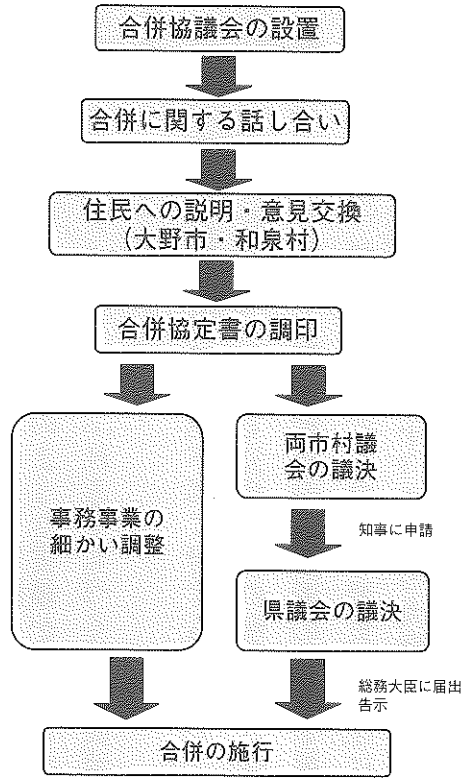 合併協議会の設置
合併に関する話し合い
住民への説明・意見交換
（大野市・和泉村）
合併協定書の調印
両市村議
会の議決
事務事業の
細かい調整
知事に申請
県議会の議決
総務大臣に届出
告示
合併の施行